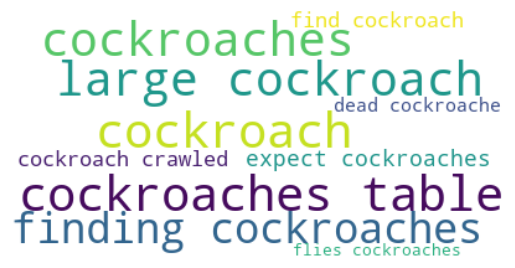 find cockroach
cockroaches
large cockroach
dead cockroache
cockroach
cockroach crawled
expect cockroaches
cockroaches table
finding cockroaches
flies cockroaches